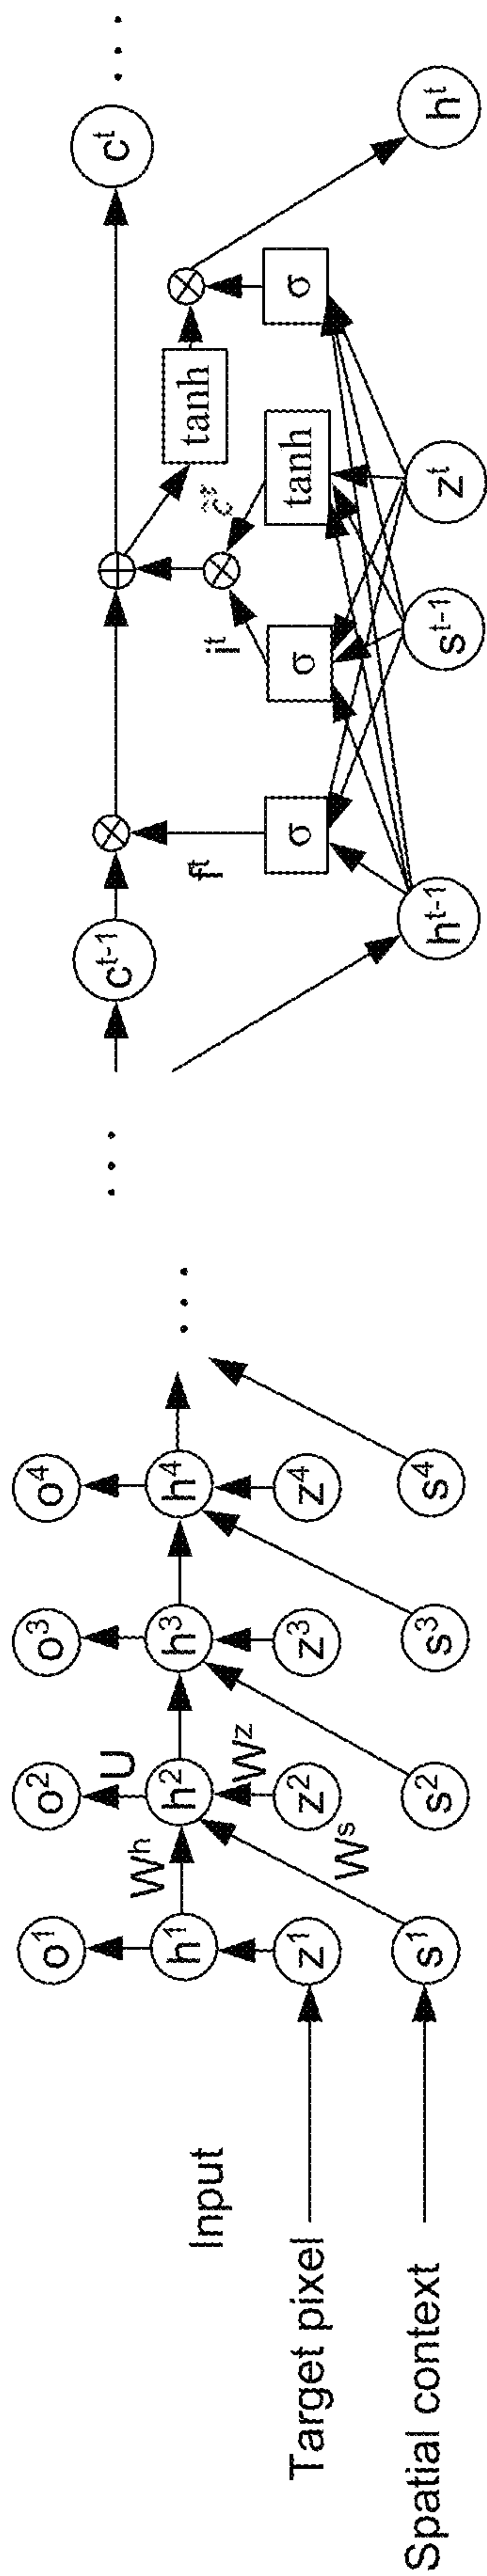 o¹ o² o³ o⁴
U
Wʰ
h¹ h² h³ h⁴ . . .
Wᶻ
Input
Target pixel z¹ z² z³ z⁴
Wˢ
Spatial context s¹ s² s³ s⁴
. . . cᵗ⁻¹ ⊗ ⊕ cᵗ . . .
tanh ⊗
fᵗ iᵗ ⊗ c̃ᵗ
σ σ tanh σ
hᵗ⁻¹ sᵗ⁻¹ zᵗ hᵗ